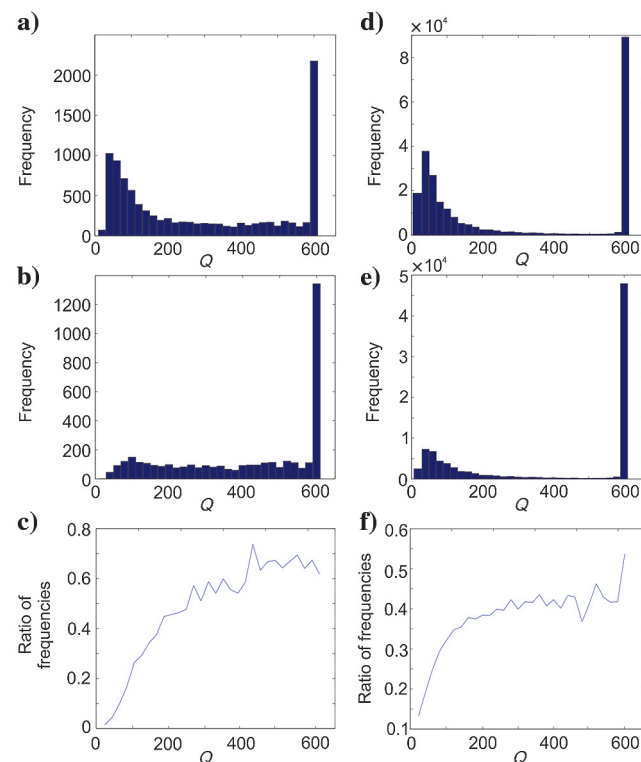 a)
Frequency
2000
1500
1000
500
0
0 200 400 600
Q
b)
Frequency
1200
1000
800
600
400
200
0
0 200 400 600
Q
c)
Ratio of
frequencies
0.8
0.6
0.4
0.2
0
0 200 400 600
Q
d)
×10⁴
Frequency
8
6
4
2
0
0 200 400 600
Q
e)
×10⁴
Frequency
5
4
3
2
1
0
0 200 400 600
Q
f)
Ratio of frequencies
0.6
0.5
0.4
0.3
0.2
0.1
0 200 400 600
Q